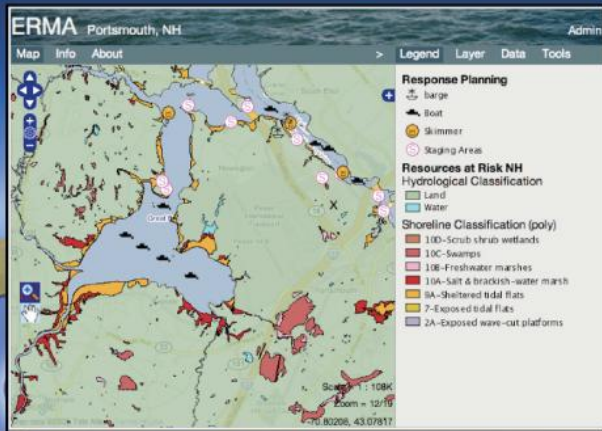 ERMA Portsmouth, NH
Admin
Map Info About > Legend Layer Data Tools
Response Planning
barge
Boat
Skimmer
S Staging Areas
Resources at Risk NH
Hydrological Classification
Land
Water
Shoreline Classification (poly)
10D-Scrub shrub wetlands
10C-Swamps
10B-Freshwater marshes
10A-Salt & brackish-water marsh
9A-Sheltered tidal flats
7-Exposed tidal flats
2A-Exposed wave-cut platforms
Great B
X
Scale = 1 : 108K
Zoom = 12/19
-70.80208, 43.07817